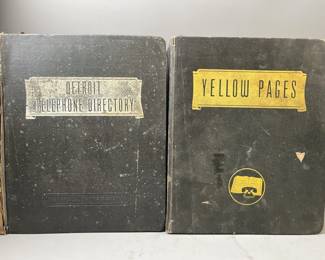 DETROIT
TELEPHONE DIRECTORY
YELLOW PAGES